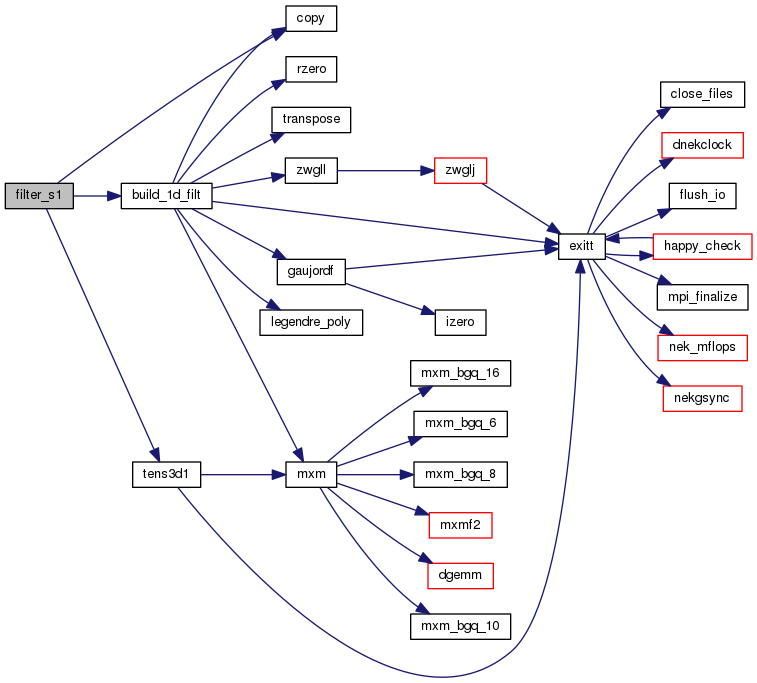 filter_s1
build_1d_filt
tens3d1
copy
rzero
transpose
zwgll
gaujordf
legendre_poly
mxm
zwglj
izero
mxm_bgq_16
mxm_bgq_6
mxm_bgq_8
mxmf2
dgemm
mxm_bgq_10
exitt
close_files
dnekclock
flush_io
happy_check
mpi_finalize
nek_mflops
nekgsync